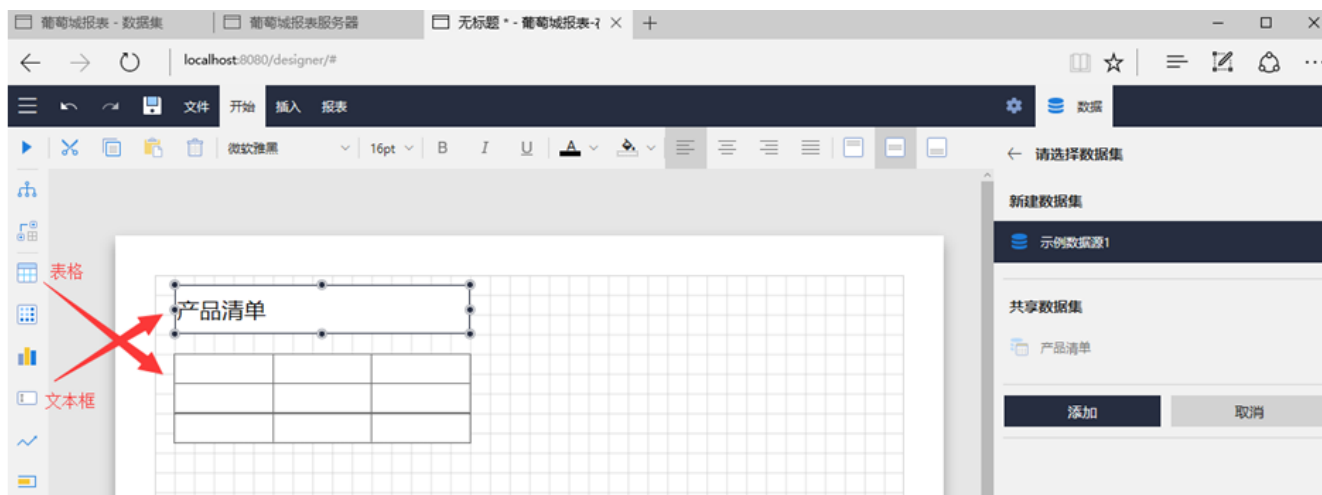 葡萄城报表 - 数据集
葡萄城报表服务器
无标题 * - 葡萄城报表-
localhost:8080/designer/#
文件 开始 插入 报表
数据
微软雅黑 16pt B I U A
请选择数据集
新建数据集
示例数据源1
表格
产品清单
共享数据集
产品清单
文本框
添加 取消